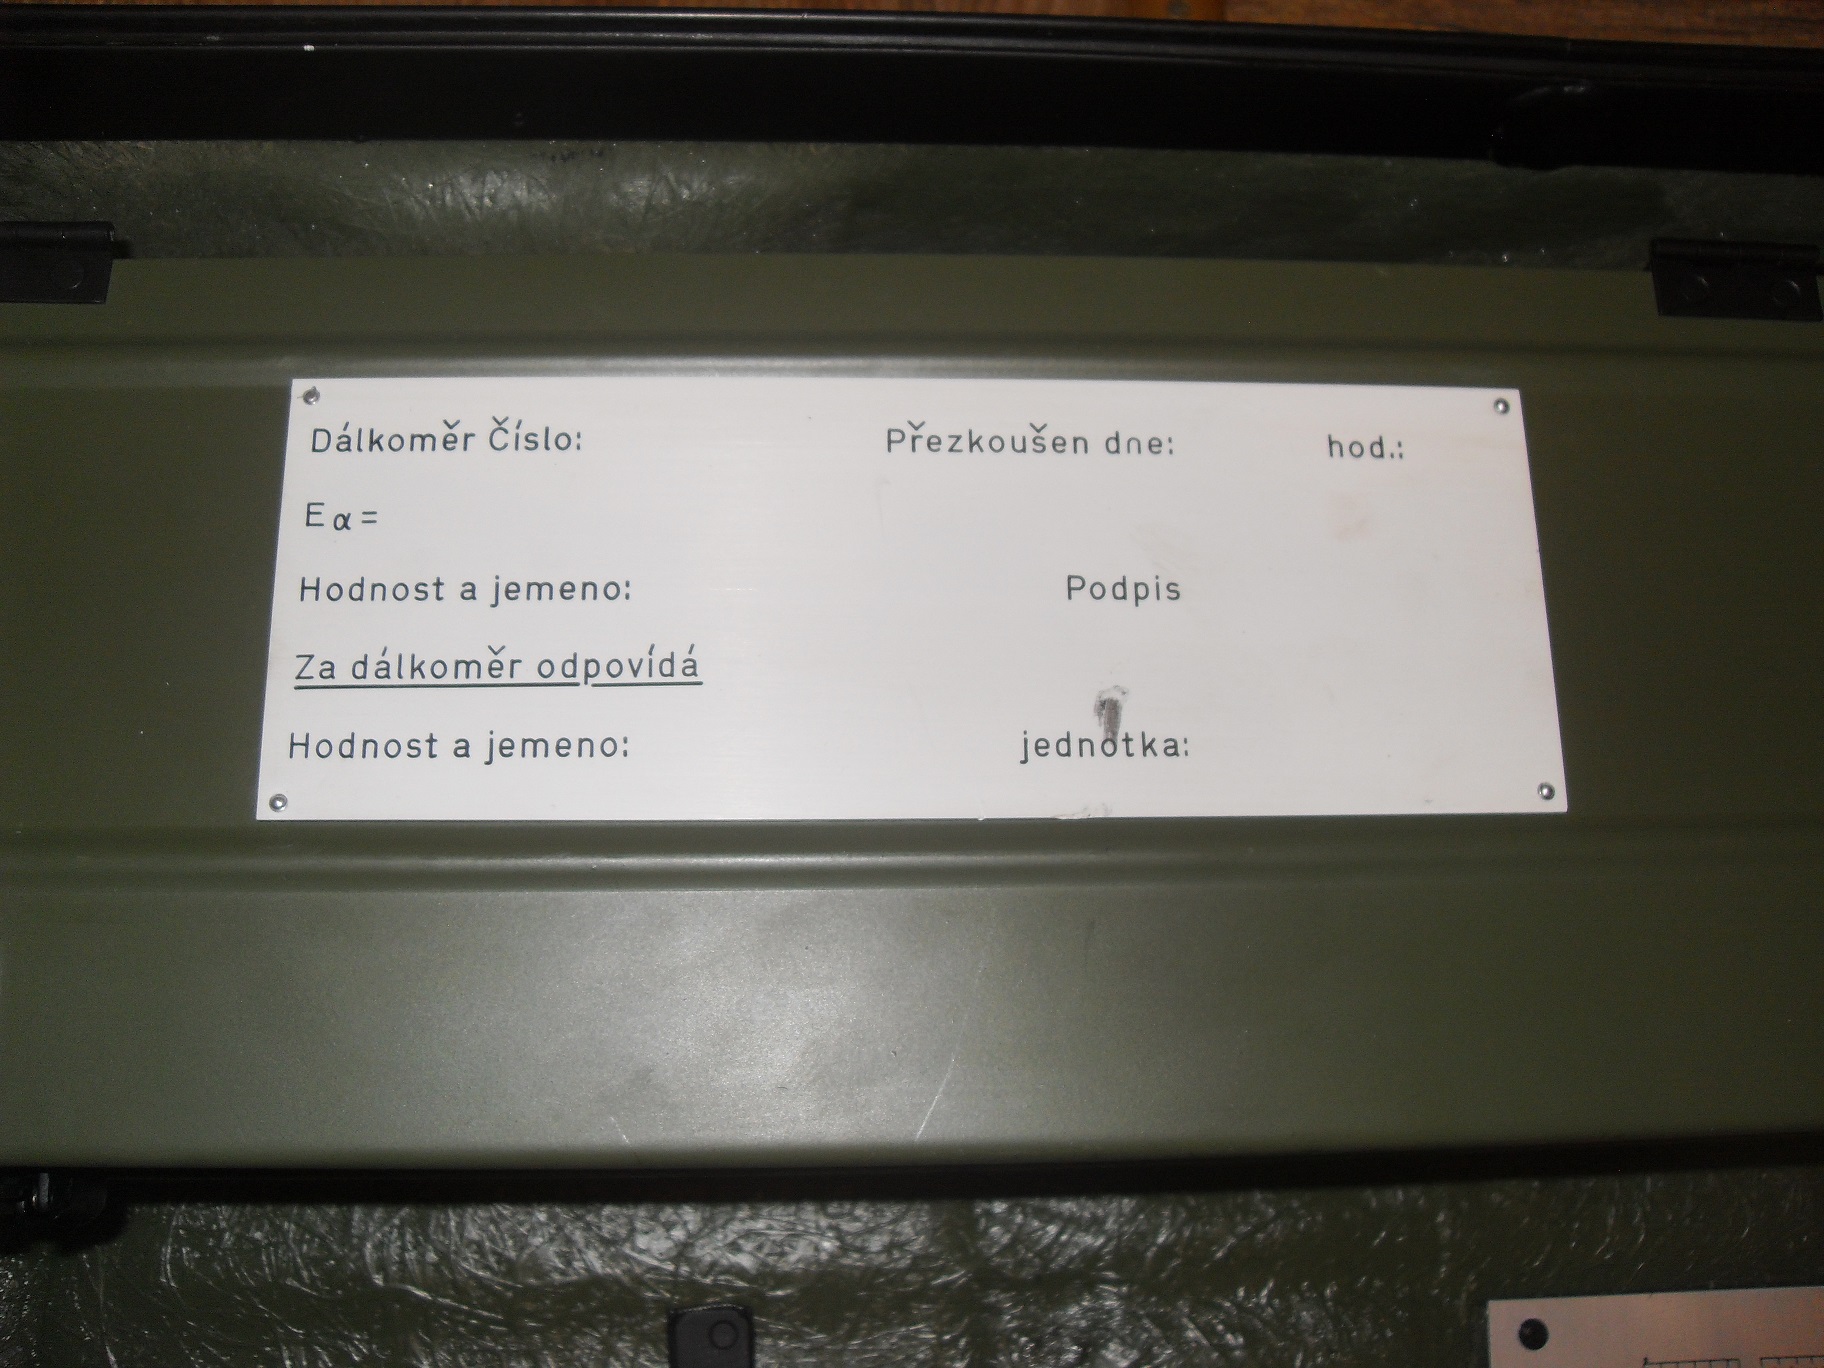 Dálkoměr Číslo: Přezkoušen dne: hod.:
Eα=
Hodnost a jemeno: Podpis
Za dálkoměr odpovídá
Hodnost a jemeno: jednotka: